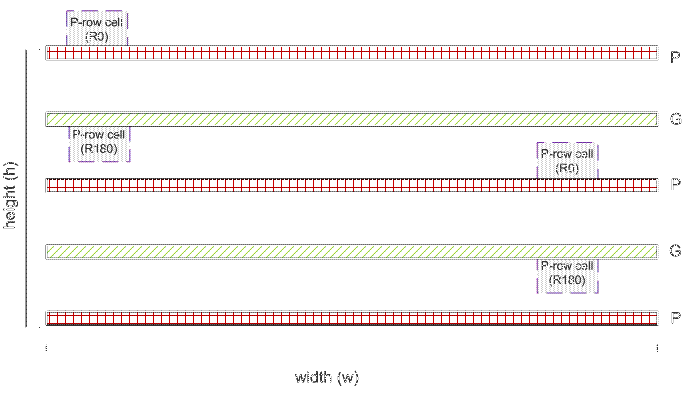 P-row cell
(R0)
P
G
P-row cell
(R180)
P-row cell
(R0)
P
height (h)
G
P-row cell
(R180)
P
width (w)